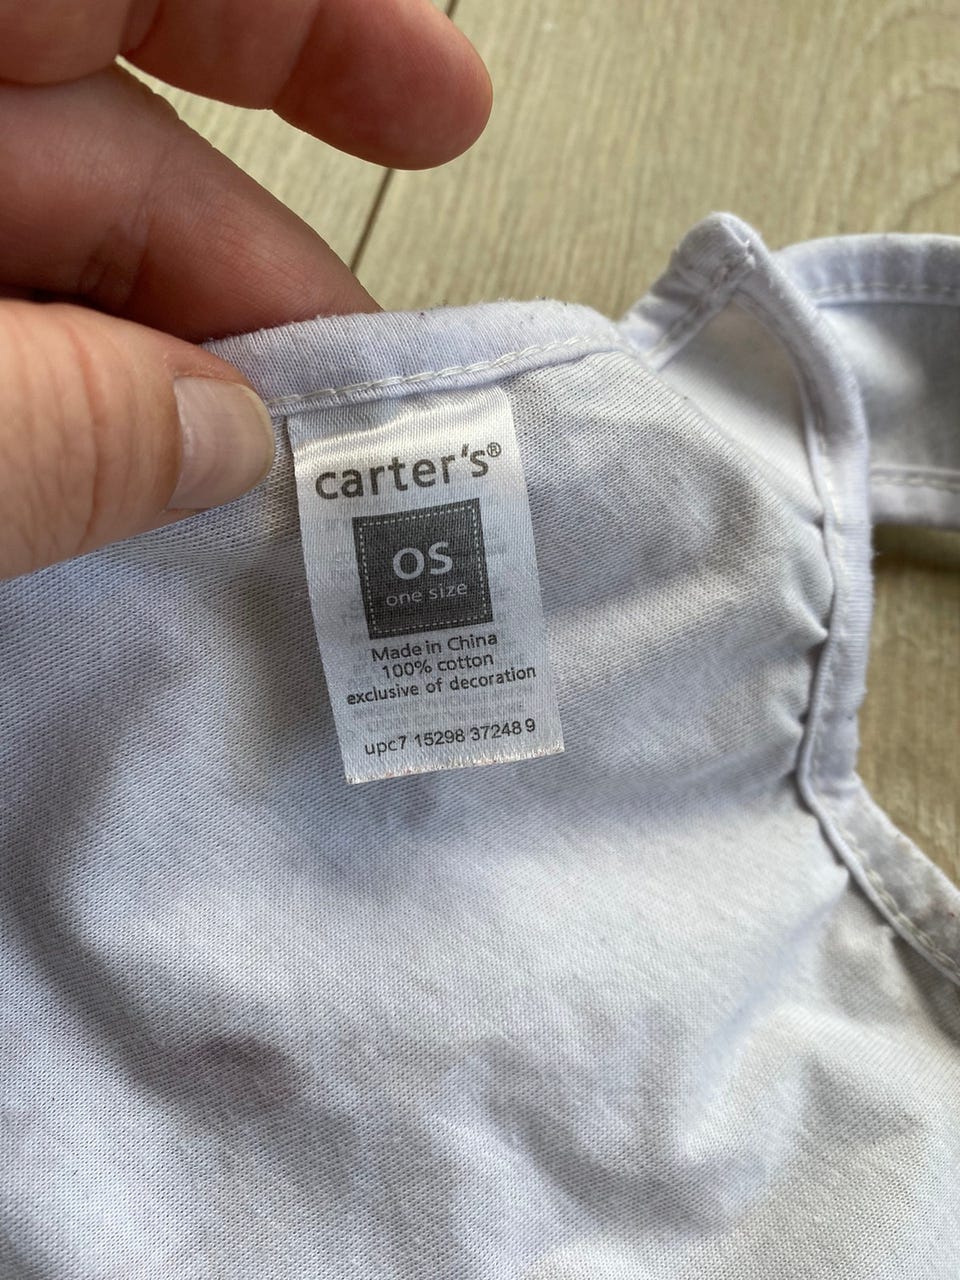 carter's®
OS
one size
Made in China
100% cotton
exclusive of decoration
upc7 15298 37248 9